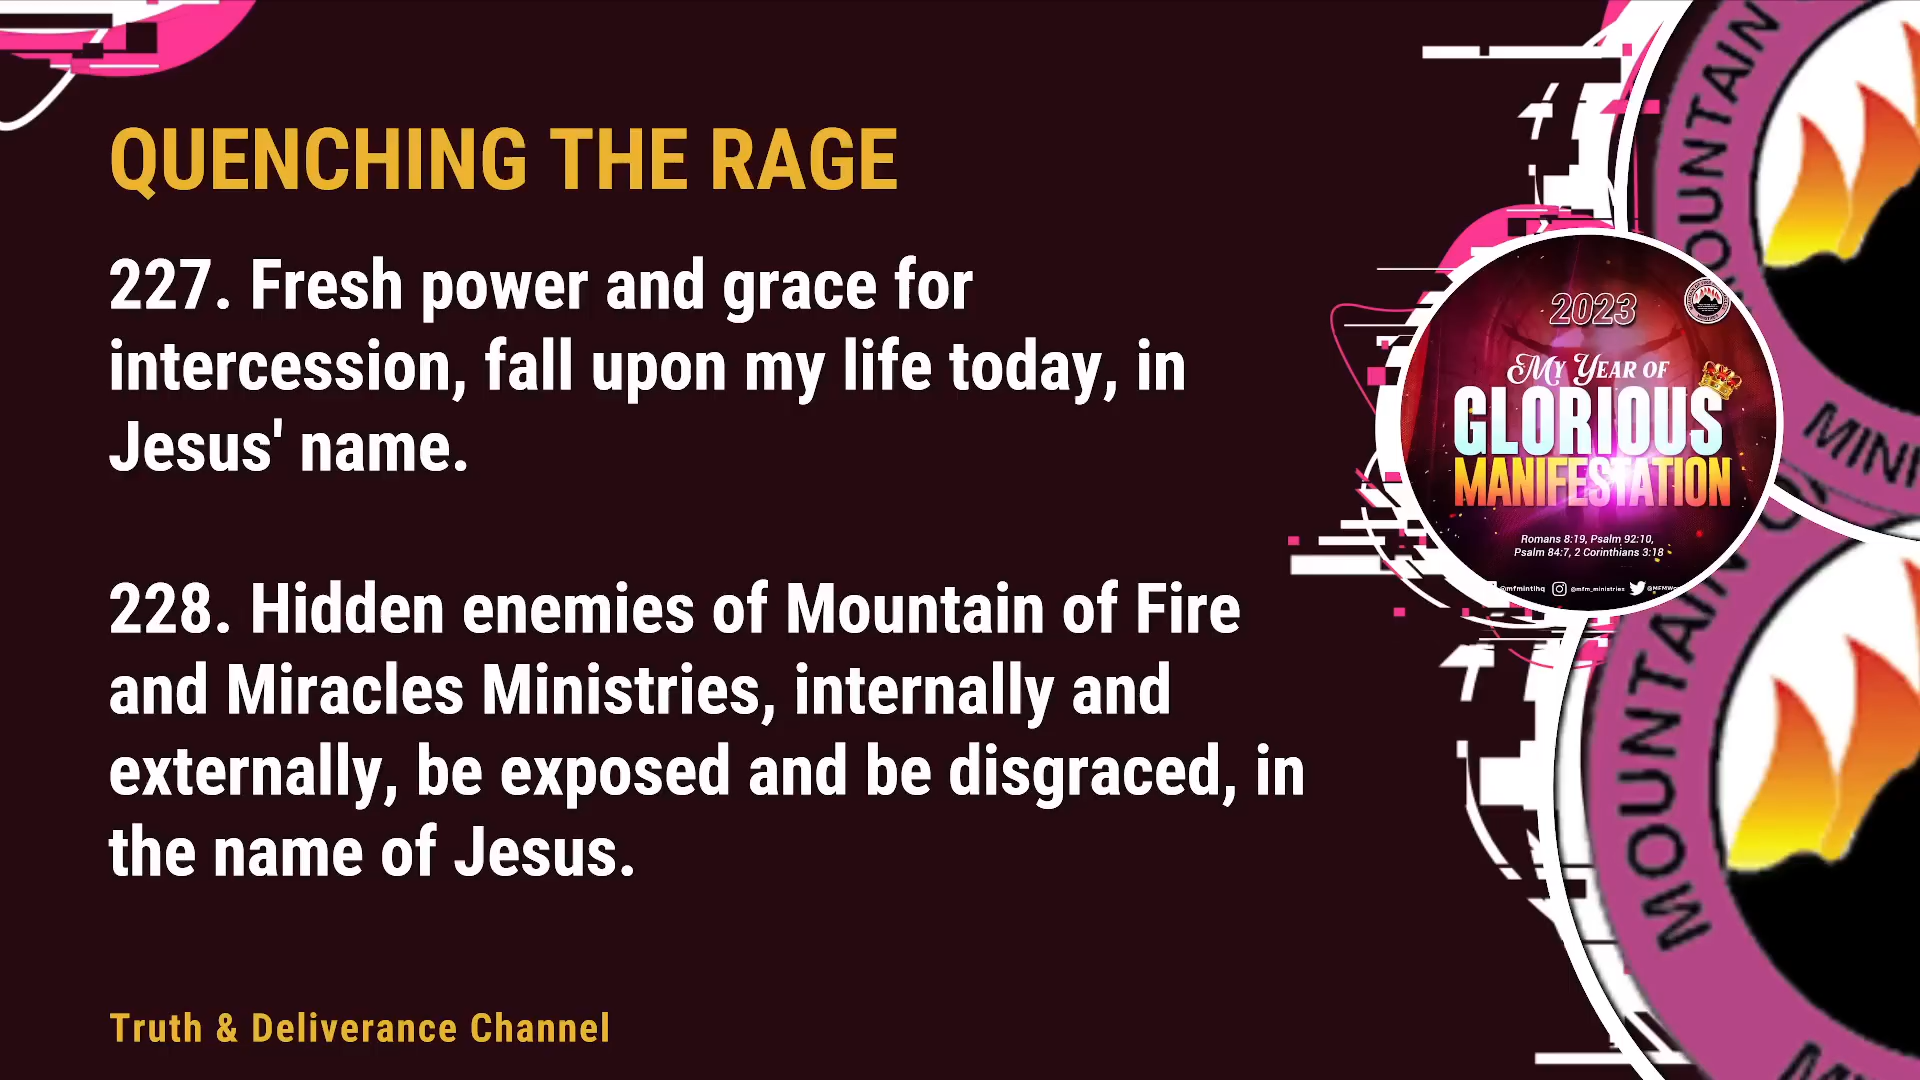 QUENCHING THE RAGE
227. Fresh power and grace for
intercession, fall upon my life today, in
Jesus' name.
228. Hidden enemies of Mountain of Fire
and Miracles Ministries, internally and
externally, be exposed and be disgraced, in
the name of Jesus.
Truth & Deliverance Channel
2023
MY YEAR OF
GLORIOUS
MANIFESTATION
Romans 8:19, Psalm 92:10,
Psalm 84:7, 2 Corinthians 3:18
@mfmintlhq @mfm_ministries
MOUNTAIN
MOUNTAIN OF